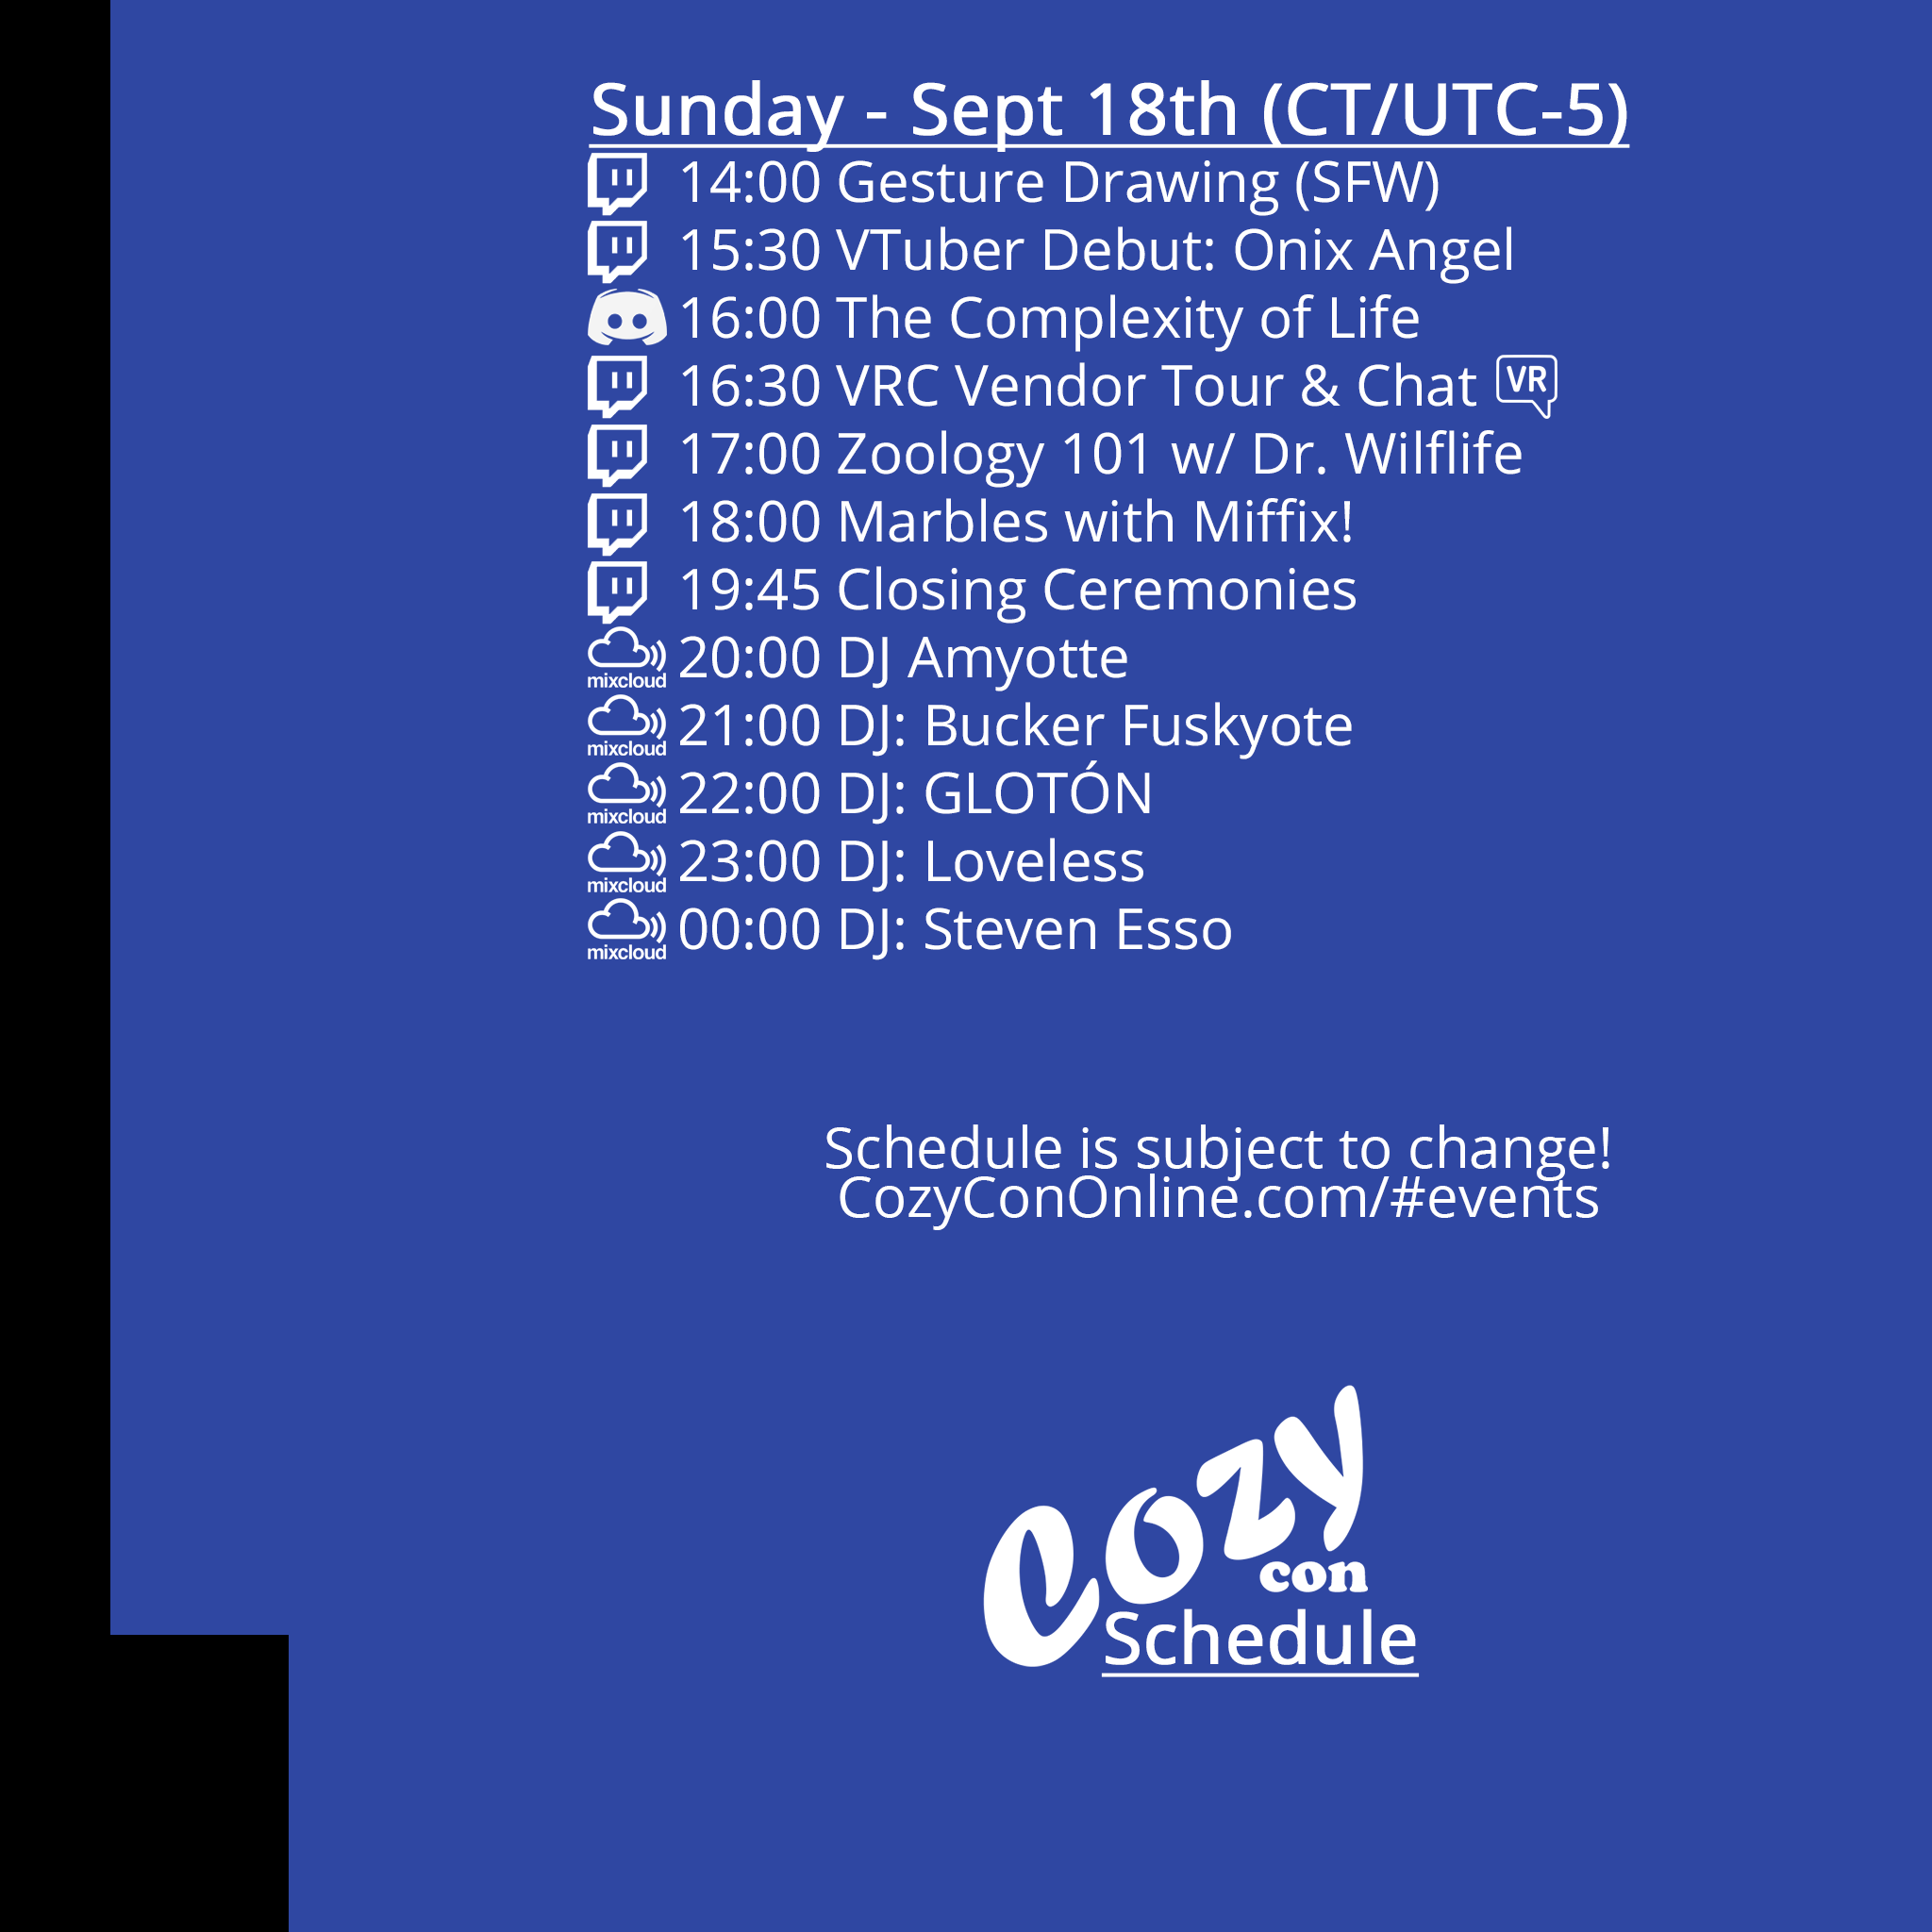 Sunday - Sept 18th (CT/UTC-5)
14:00 Gesture Drawing (SFW)
15:30 VTuber Debut: Onix Angel
16:00 The Complexity of Life
16:30 VRC Vendor Tour & Chat VR
17:00 Zoology 101 w/ Dr. Wilflife
18:00 Marbles with Miffix!
19:45 Closing Ceremonies
mixcloud 20:00 DJ Amyotte
mixcloud 21:00 DJ: Bucker Fuskyote
mixcloud 22:00 DJ: GLOTÓN
mixcloud 23:00 DJ: Loveless
mixcloud 00:00 DJ: Steven Esso
Schedule is subject to change!
CozyConOnline.com/#events
Cozy
con
Schedule